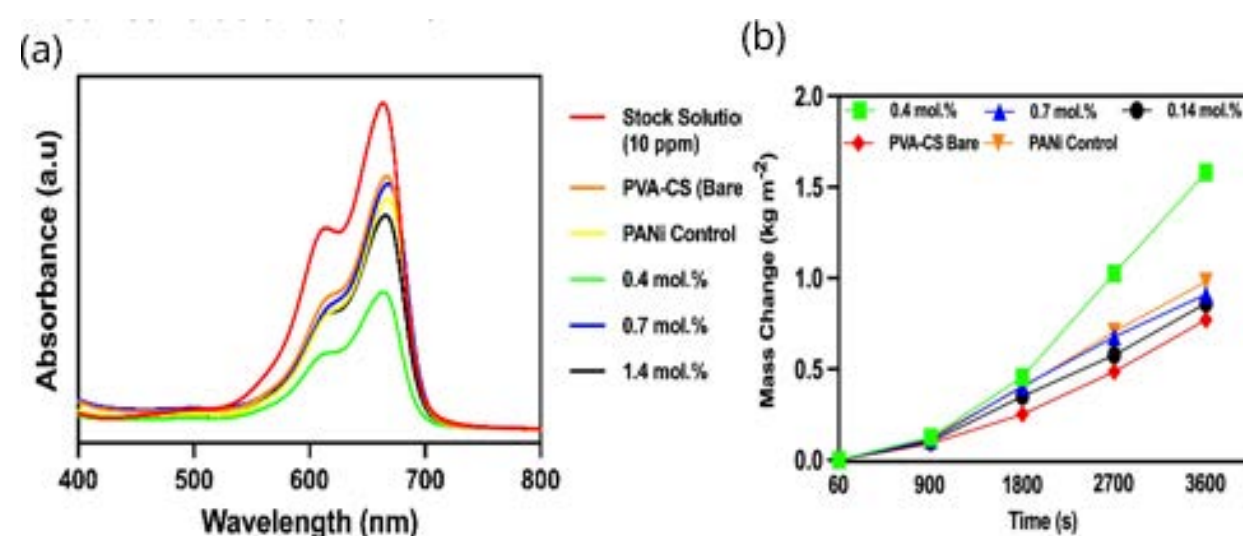 (a)
Absorbance (a.u)
400 500 600 700 800
Wavelength (nm)
Stock Solutio
(10 ppm)
PVA-CS (Bare
PANi Control
0.4 mol.%
0.7 mol.%
1.4 mol.%
(b)
Mass Change (kg m⁻²)
2.0
1.5
1.0
0.5
0.0
0.4 mol.% 0.7 mol.% 0.14 mol.%
PVA-CS Bare PANi Control
60 900 1800 2700 3600
Time (s)